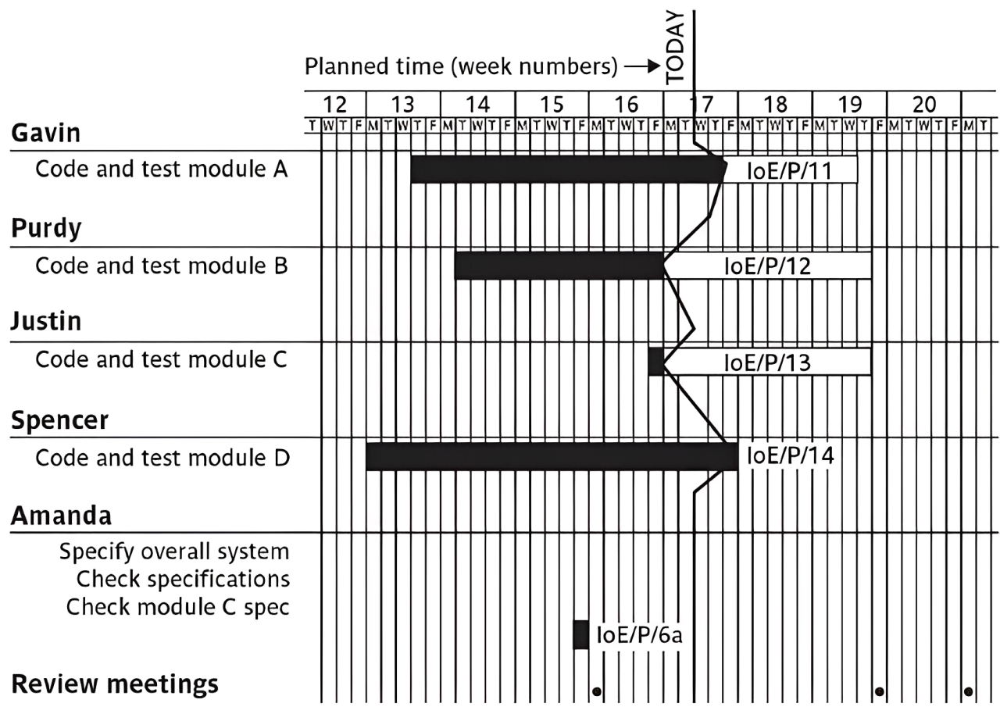 TODAY
Planned time (week numbers)
12 13 14 15 16 17 18 19 20
T W T F M T W T F M T W T F M T W T F M T W T F M T W T F M T W T F M T W T F M T W T F M T
Gavin
Code and test module A IoE/P/11
Purdy
Code and test module B IoE/P/12
Justin
Code and test module C IoE/P/13
Spencer
Code and test module D IoE/P/14
Amanda
Specify overall system
Check specifications
Check module C spec
IoE/P/6a
Review meetings